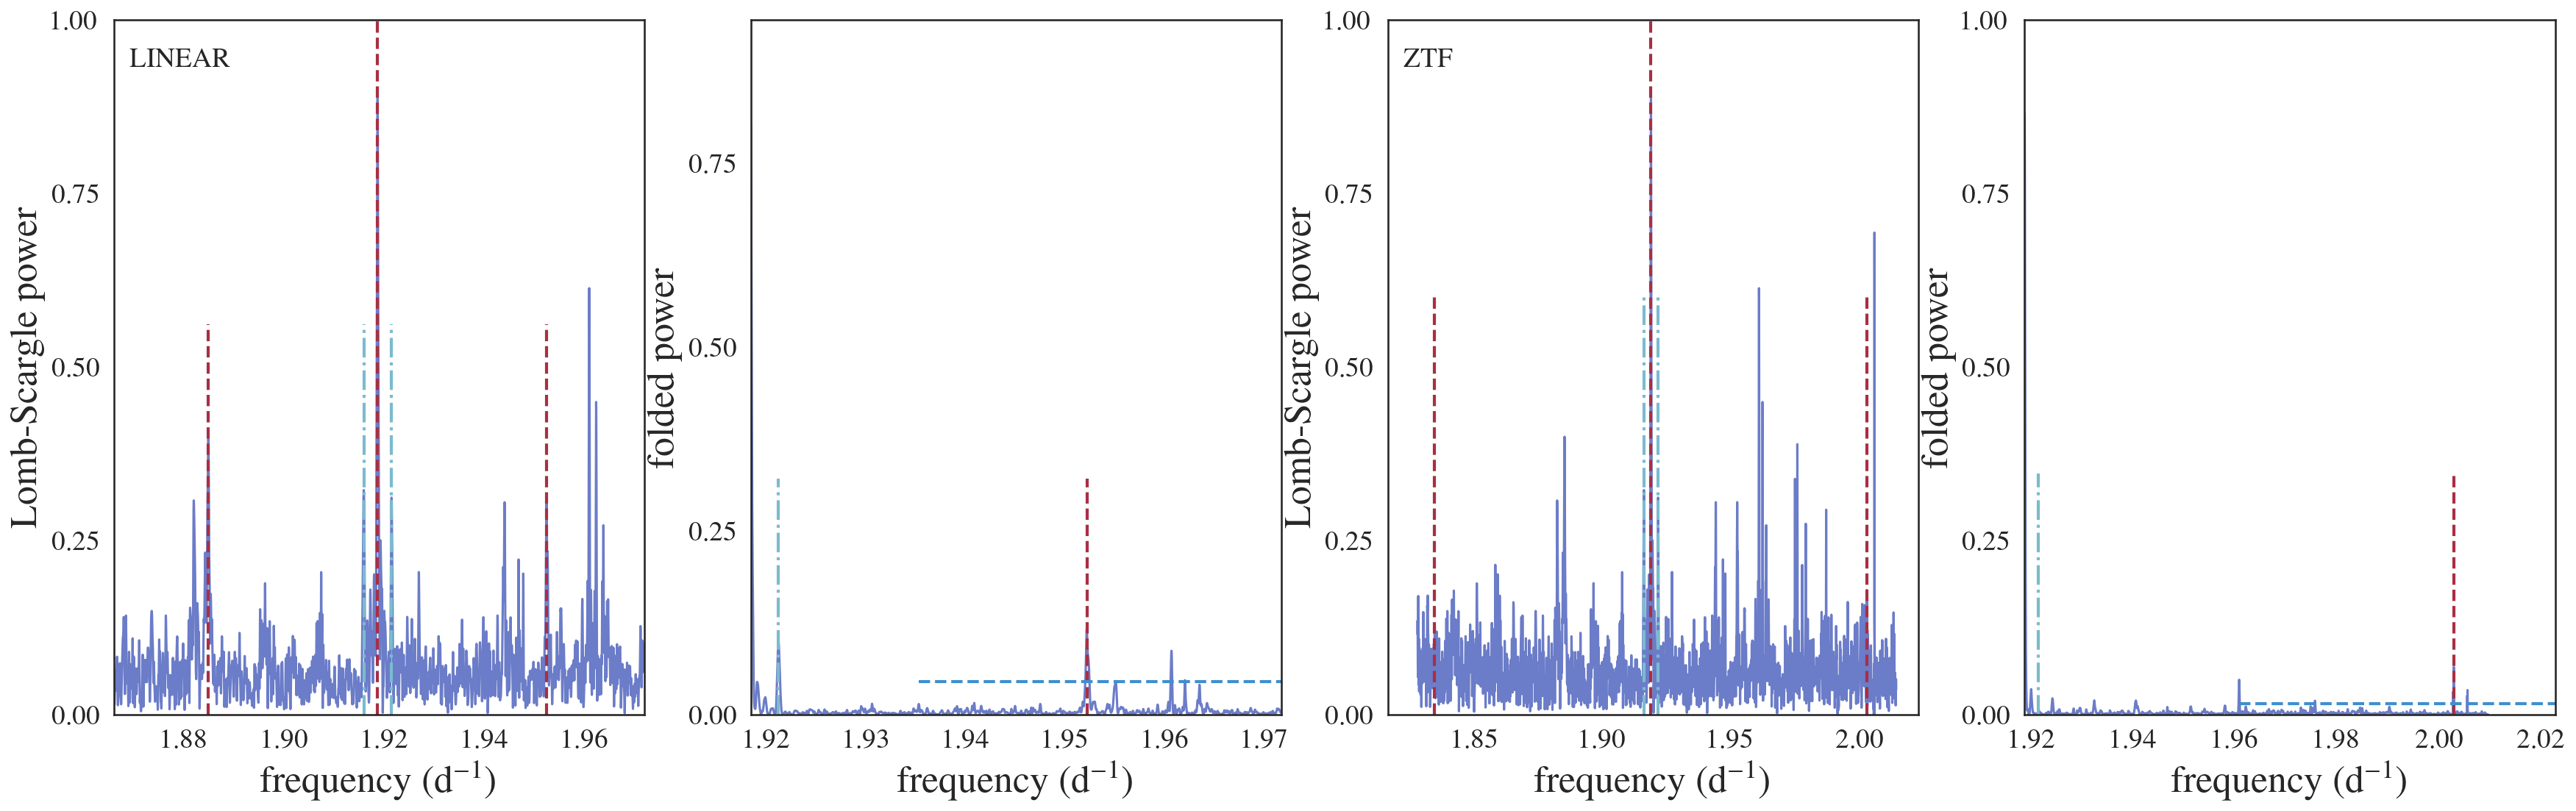 LINEAR
1.00
0.75
0.50
0.25
0.00
Lomb-Scargle power
1.88 1.90 1.92 1.94 1.96
frequency (d⁻¹)
0.75
0.50
0.25
0.00
folded power
1.92 1.93 1.94 1.95 1.96 1.97
frequency (d⁻¹)
ZTF
1.00
0.75
0.50
0.25
0.00
Lomb-Scargle power
1.85 1.90 1.95 2.00
frequency (d⁻¹)
1.00
0.75
0.50
0.25
0.00
folded power
1.92 1.94 1.96 1.98 2.00 2.02
frequency (d⁻¹)